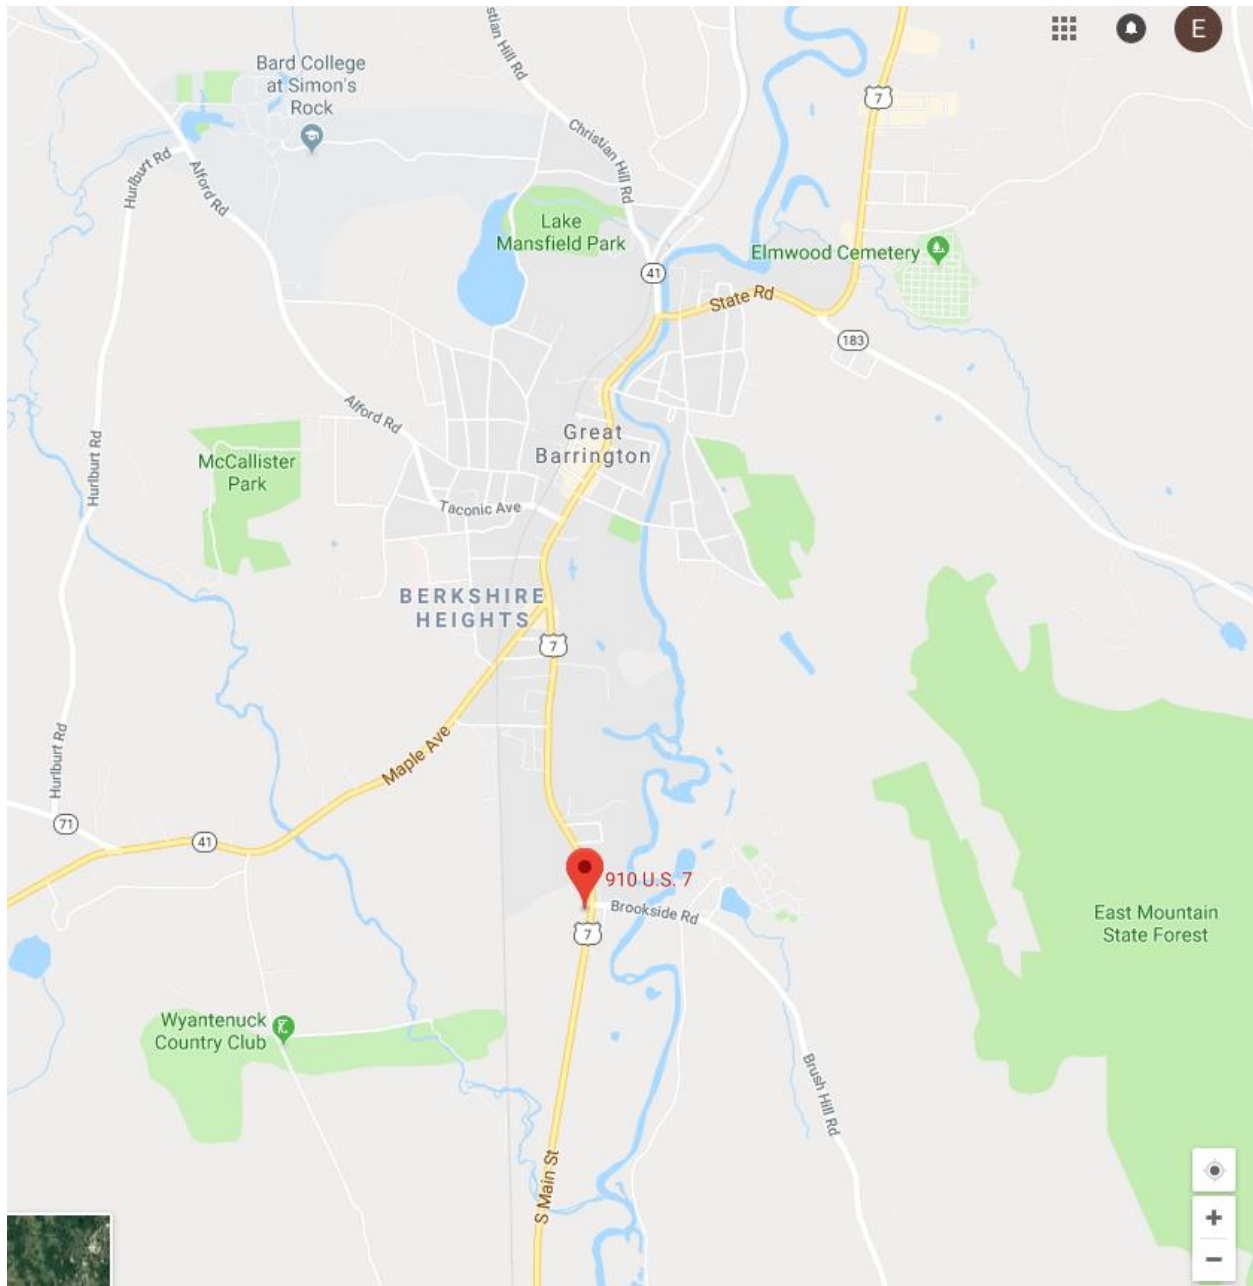 stian Hill Rd
E
Bard College
at Simon's
Rock
7
Christian Hill Rd
Hurlburt Rd
Alford Rd
Lake
Mansfield Park
Elmwood Cemetery
41
State Rd
183
Alford Rd
Great
Barrington
McCallister
Park
Hurlburt Rd
Taconic Ave
BERKSHIRE
HEIGHTS
7
Hurlburt Rd
Maple Ave
71
41
910 U.S. 7
Brookside Rd
7
East Mountain
State Forest
Wyantenuck
Country Club
Brush Hill Rd
S Main St
+
−